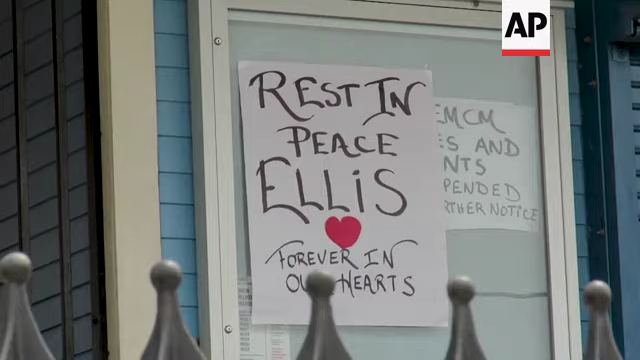 AP
REST IN
PEACE
ELLIS
FOREVER IN
OUR HEARTS
EMCM
ES AND
NTS
PENDED
RTHER NOTICE